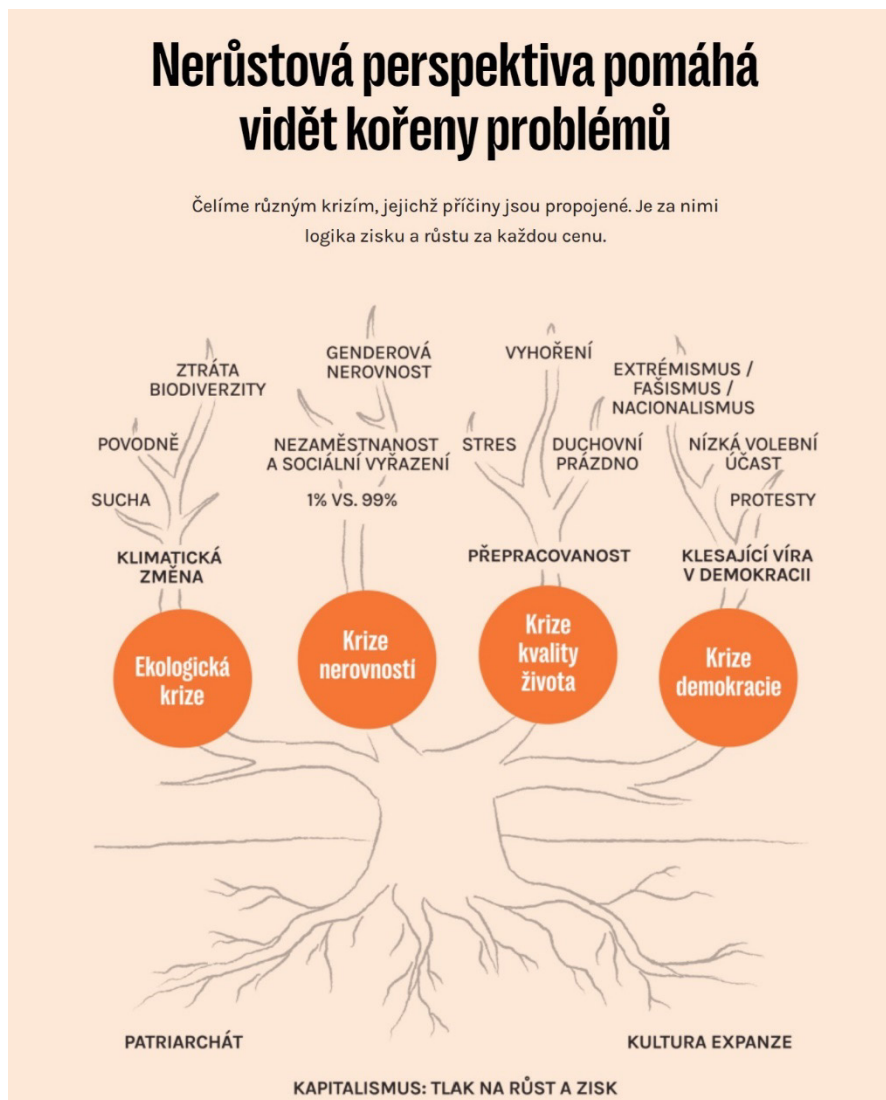 Nerůstová perspektiva pomáhá
vidět kořeny problémů
Čelíme různým krizím, jejichž příčiny jsou propojené. Je za nimi
logika zisku a růstu za každou cenu.
ZTRÁTA
BIODIVERZITY
POVODNĚ
SUCHA
KLIMATICKÁ
ZMĚNA
GENDEROVÁ
NEROVNOST
NEZAMĚSTNANOST
A SOCIÁLNÍ VYŘAZENÍ
1% VS. 99%
VYHOŘENÍ
STRES
DUCHOVNÍ
PRÁZDNO
PŘEPRACOVANOST
EXTRÉMISMUS /
FAŠISMUS /
NACIONALISMUS
NÍZKÁ VOLEBNÍ
ÚČAST
PROTESTY
KLESAJÍCÍ VÍRA
V DEMOKRACII
Ekologická
krize
Krize
nerovností
Krize
kvality
života
Krize
demokracie
PATRIARCHÁT
KULTURA EXPANZE
KAPITALISMUS: TLAK NA RŮST A ZISK